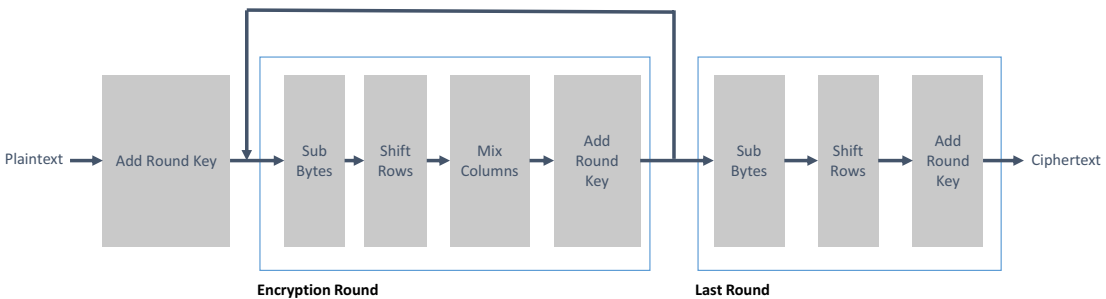 Plaintext
Add Round Key
Sub
Bytes
Shift
Rows
Mix
Columns
Add
Round
Key
Sub
Bytes
Shift
Rows
Add
Round
Key
Ciphertext
Encryption Round
Last Round